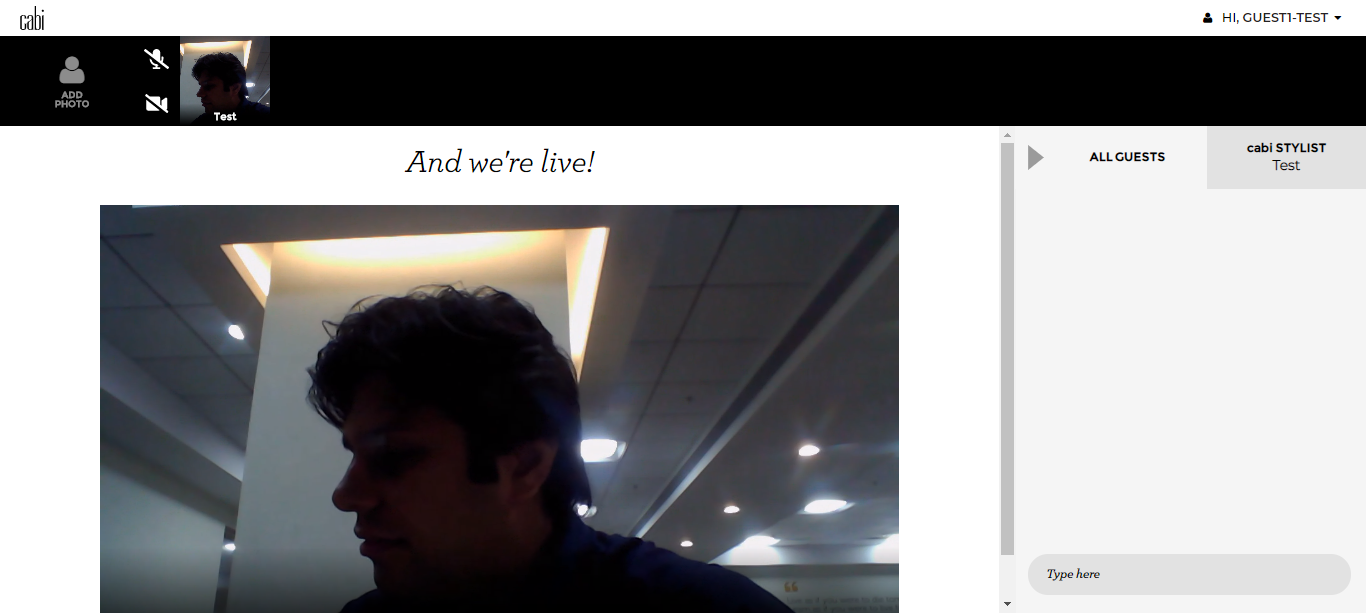 cabi
HI, GUEST1-TEST
ADD
PHOTO
Test
And we're live!
ALL GUESTS
cabi STYLIST
Test
Type here